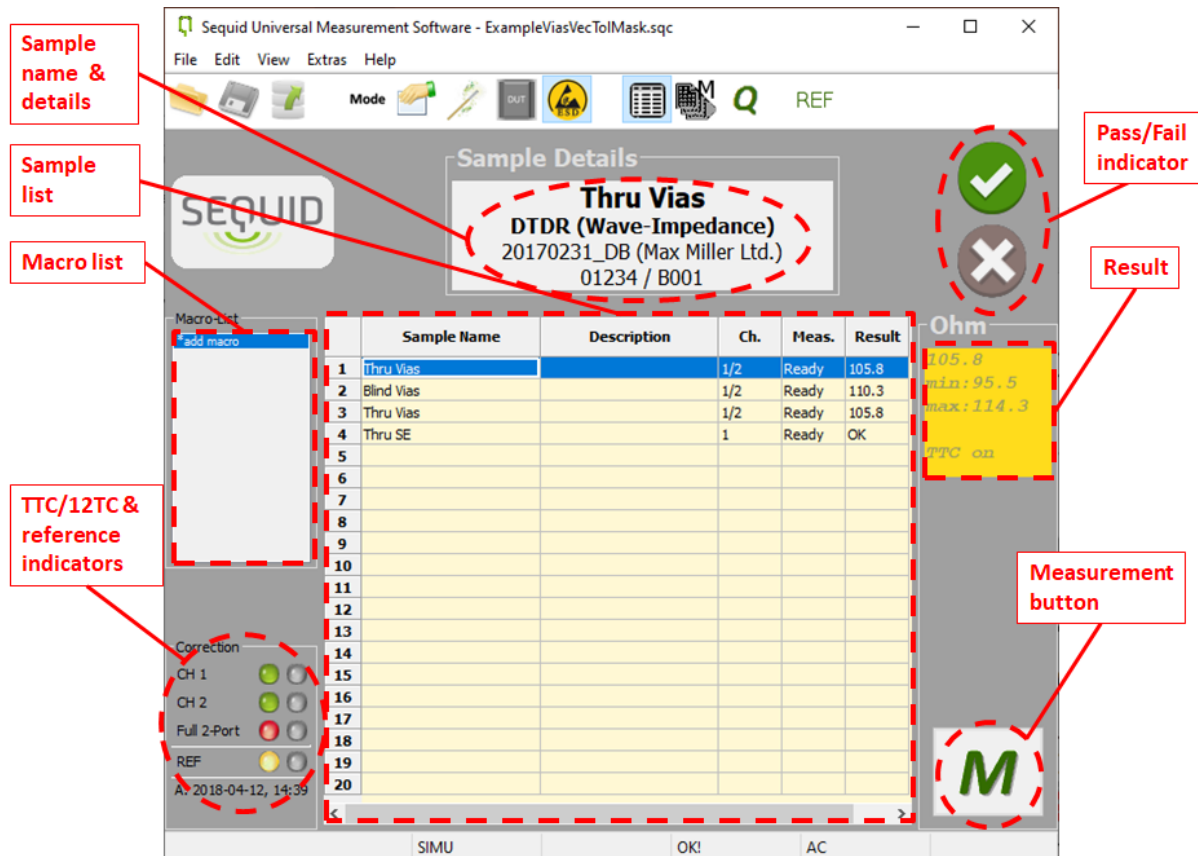 Sequid Universal Measurement Software - ExampleViasVecTolMask.sqc
File Edit View Extras Help
Mode DUT ESD M Q REF
Sample name & details
Sample list
Macro list
TTC/12TC & reference indicators
Pass/Fail indicator
Result
Measurement button
SEQUID
Sample Details
Thru Vias
DTDR (Wave-Impedance)
20170231_DB (Max Miller Ltd.)
01234 / B001
Macro-List
*add macro
Sample Name Description Ch. Meas. Result
1 Thru Vias 1/2 Ready 105.8
2 Blind Vias 1/2 Ready 110.3
3 Thru Vias 1/2 Ready 105.8
4 Thru SE 1 Ready OK
5
6
7
8
9
10
11
12
13
14
15
16
17
18
19
20
Ohm
105.8
min:95.5
max:114.3
TTC on
Correction
CH 1
CH 2
Full 2-Port
REF
A: 2018-04-12, 14:39
M
SIMU OK! AC